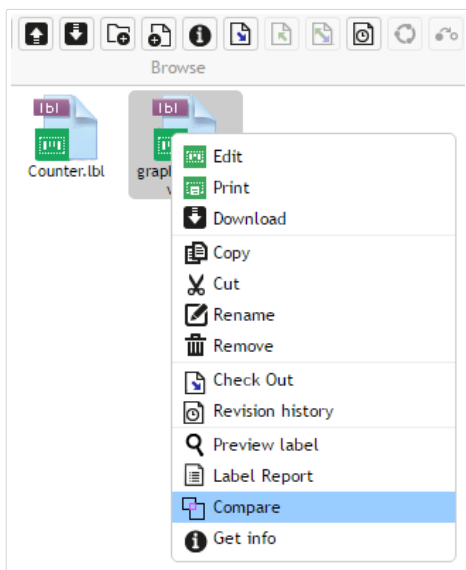 Browse
lbl
lbl
Counter.lbl
grap
Edit
Print
Download
Copy
Cut
Rename
Remove
Check Out
Revision history
Preview label
Label Report
Compare
Get info